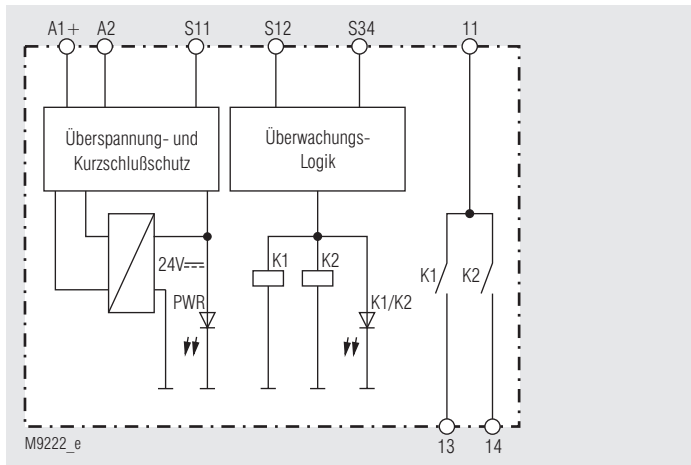 A1+ A2 S11 S12 S34 11
Überspannung- und
Kurzschlußschutz
Überwachungs-
Logik
24V
K1 K2
K1 K2
PWR
K1/K2
M9222_e
13 14